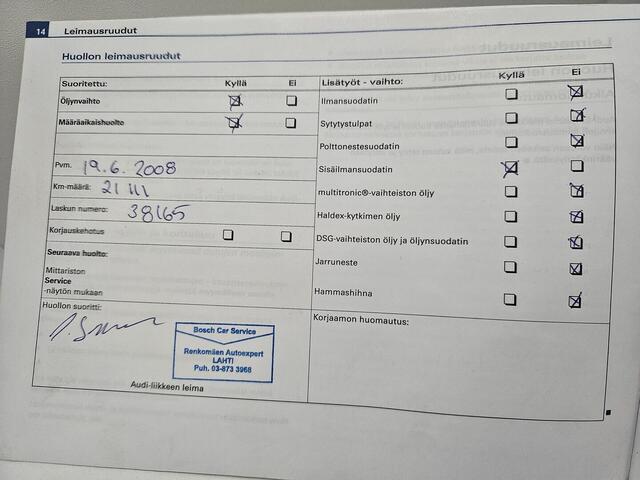 14 Leimausruudut
Huollon leimausruudut
Suoritettu: Kyllä Ei
Öljynvaihto
Määräaikaishuolto
Pvm. 19.6.2008
Km-määrä: 21 111
Laskun numero: 38165
Korjauskehotus
Seuraava huolto:
Mittariston
Service
-näytön mukaan
Huollon suoritti:
Bosch Car Service
Renkomäen Autoexpert
LAHTI
Puh. 03-873 3968
Audi-liikkeen leima
Lisätyöt - vaihto: Kyllä Ei
Ilmansuodatin
Sytytystulpat
Polttonestesuodatin
Sisäilmansuodatin
multitronic®-vaihteiston öljy
Haldex-kytkimen öljy
DSG-vaihteiston öljy ja öljynsuodatin
Jarruneste
Hammashihna
Korjaamon huomautus: